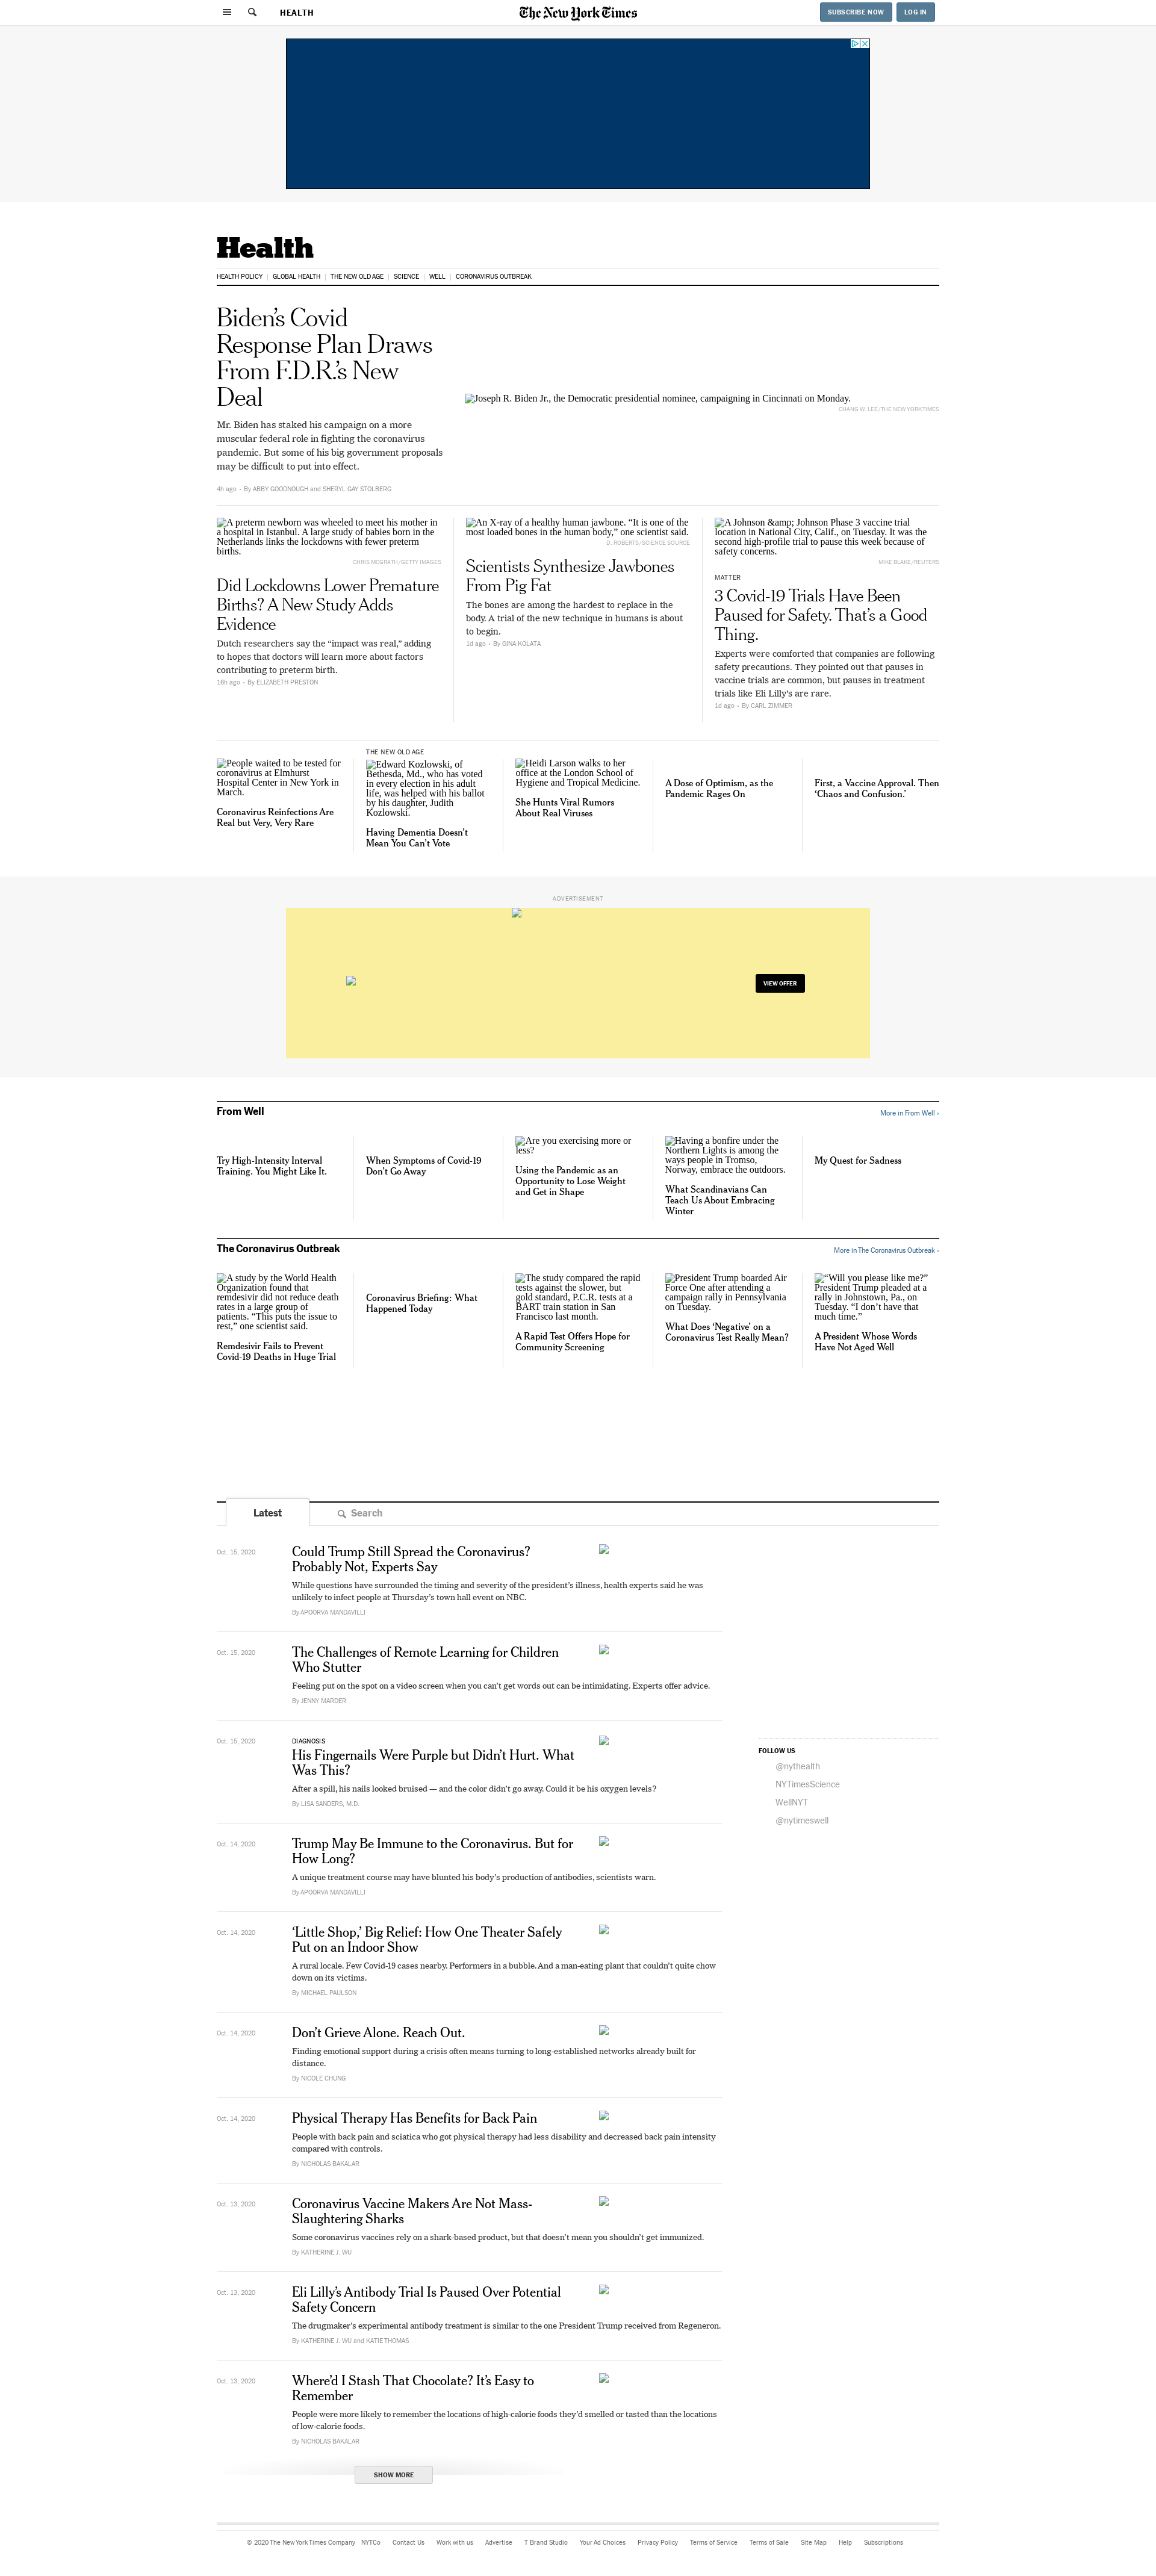 HEALTH
The New York Times
SUBSCRIBE NOW
LOG IN
Health
HEALTH POLICY
GLOBAL HEALTH
THE NEW OLD AGE
SCIENCE
WELL
CORONAVIRUS OUTBREAK
Biden’s Covid
Response Plan Draws
From F.D.R.’s New
Deal
Mr. Biden has staked his campaign on a more
muscular federal role in fighting the coronavirus
pandemic. But some of his big government proposals
may be difficult to put into effect.
4h ago • By ABBY GOODNOUGH and SHERYL GAY STOLBERG
Joseph R. Biden Jr., the Democratic presidential nominee, campaigning in Cincinnati on Monday.
CHANG W. LEE/THE NEW YORK TIMES
A preterm newborn was wheeled to meet his mother in
a hospital in Istanbul. A large study of babies born in the
Netherlands links the lockdowns with fewer preterm
births.
CHRIS MCGRATH/GETTY IMAGES
Did Lockdowns Lower Premature
Births? A New Study Adds
Evidence
Dutch researchers say the “impact was real,” adding
to hopes that doctors will learn more about factors
contributing to preterm birth.
16h ago • By ELIZABETH PRESTON
An X-ray of a healthy human jawbone. “It is one of the
most loaded bones in the human body,” one scientist said.
D. ROBERTS/SCIENCE SOURCE
Scientists Synthesize Jawbones
From Pig Fat
The bones are among the hardest to replace in the
body. A trial of the new technique in humans is about
to begin.
1d ago • By GINA KOLATA
A Johnson &amp; Johnson Phase 3 vaccine trial
location in National City, Calif., on Tuesday. It was the
second high-profile trial to pause this week because of
safety concerns.
MIKE BLAKE/REUTERS
MATTER
3 Covid-19 Trials Have Been
Paused for Safety. That’s a Good
Thing.
Experts were comforted that companies are following
safety precautions. They pointed out that pauses in
vaccine trials are common, but pauses in treatment
trials like Eli Lilly’s are rare.
1d ago • By CARL ZIMMER
People waited to be tested for
coronavirus at Elmhurst
Hospital Center in New York in
March.
Coronavirus Reinfections Are
Real but Very, Very Rare
THE NEW OLD AGE
Edward Kozlowski, of
Bethesda, Md., who has voted
in every election in his adult
life, was helped with his ballot
by his daughter, Judith
Kozlowski.
Having Dementia Doesn’t
Mean You Can’t Vote
Heidi Larson walks to her
office at the London School of
Hygiene and Tropical Medicine.
She Hunts Viral Rumors
About Real Viruses
A Dose of Optimism, as the
Pandemic Rages On
First, a Vaccine Approval. Then
‘Chaos and Confusion.’
ADVERTISEMENT
VIEW OFFER
From Well
More in From Well ›
Try High-Intensity Interval
Training. You Might Like It.
When Symptoms of Covid-19
Don’t Go Away
Are you exercising more or
less?
Using the Pandemic as an
Opportunity to Lose Weight
and Get in Shape
Having a bonfire under the
Northern Lights is among the
ways people in Tromso,
Norway, embrace the outdoors.
What Scandinavians Can
Teach Us About Embracing
Winter
My Quest for Sadness
The Coronavirus Outbreak
More in The Coronavirus Outbreak ›
A study by the World Health
Organization found that
remdesivir did not reduce death
rates in a large group of
patients. “This puts the issue to
rest,” one scientist said.
Remdesivir Fails to Prevent
Covid-19 Deaths in Huge Trial
Coronavirus Briefing: What
Happened Today
The study compared the rapid
tests against the slower, but
gold standard, P.C.R. tests at a
BART train station in San
Francisco last month.
A Rapid Test Offers Hope for
Community Screening
President Trump boarded Air
Force One after attending a
campaign rally in Pennsylvania
on Tuesday.
What Does ‘Negative’ on a
Coronavirus Test Really Mean?
“Will you please like me?”
President Trump pleaded at a
rally in Johnstown, Pa., on
Tuesday. “I don’t have that
much time.”
A President Whose Words
Have Not Aged Well
Latest
Search
Oct. 15, 2020
Could Trump Still Spread the Coronavirus?
Probably Not, Experts Say
While questions have surrounded the timing and severity of the president’s illness, health experts said he was
unlikely to infect people at Thursday’s town hall event on NBC.
By APOORVA MANDAVILLI
Oct. 15, 2020
The Challenges of Remote Learning for Children
Who Stutter
Feeling put on the spot on a video screen when you can’t get words out can be intimidating. Experts offer advice.
By JENNY MARDER
Oct. 15, 2020
DIAGNOSIS
His Fingernails Were Purple but Didn’t Hurt. What
Was This?
After a spill, his nails looked bruised — and the color didn’t go away. Could it be his oxygen levels?
By LISA SANDERS, M.D.
FOLLOW US
@nythealth
NYTimesScience
WellNYT
@nytimeswell
Oct. 14, 2020
Trump May Be Immune to the Coronavirus. But for
How Long?
A unique treatment course may have blunted his body’s production of antibodies, scientists warn.
By APOORVA MANDAVILLI
Oct. 14, 2020
‘Little Shop,’ Big Relief: How One Theater Safely
Put on an Indoor Show
A rural locale. Few Covid-19 cases nearby. Performers in a bubble. And a man-eating plant that couldn’t quite chow
down on its victims.
By MICHAEL PAULSON
Oct. 14, 2020
Don’t Grieve Alone. Reach Out.
Finding emotional support during a crisis often means turning to long-established networks already built for
distance.
By NICOLE CHUNG
Oct. 14, 2020
Physical Therapy Has Benefits for Back Pain
People with back pain and sciatica who got physical therapy had less disability and decreased back pain intensity
compared with controls.
By NICHOLAS BAKALAR
Oct. 13, 2020
Coronavirus Vaccine Makers Are Not Mass-
Slaughtering Sharks
Some coronavirus vaccines rely on a shark-based product, but that doesn’t mean you shouldn’t get immunized.
By KATHERINE J. WU
Oct. 13, 2020
Eli Lilly’s Antibody Trial Is Paused Over Potential
Safety Concern
The drugmaker’s experimental antibody treatment is similar to the one President Trump received from Regeneron.
By KATHERINE J. WU and KATIE THOMAS
Oct. 13, 2020
Where’d I Stash That Chocolate? It’s Easy to
Remember
People were more likely to remember the locations of high-calorie foods they’d smelled or tasted than the locations
of low-calorie foods.
By NICHOLAS BAKALAR
SHOW MORE
© 2020 The New York Times Company
NYTCo
Contact Us
Work with us
Advertise
T Brand Studio
Your Ad Choices
Privacy Policy
Terms of Service
Terms of Sale
Site Map
Help
Subscriptions